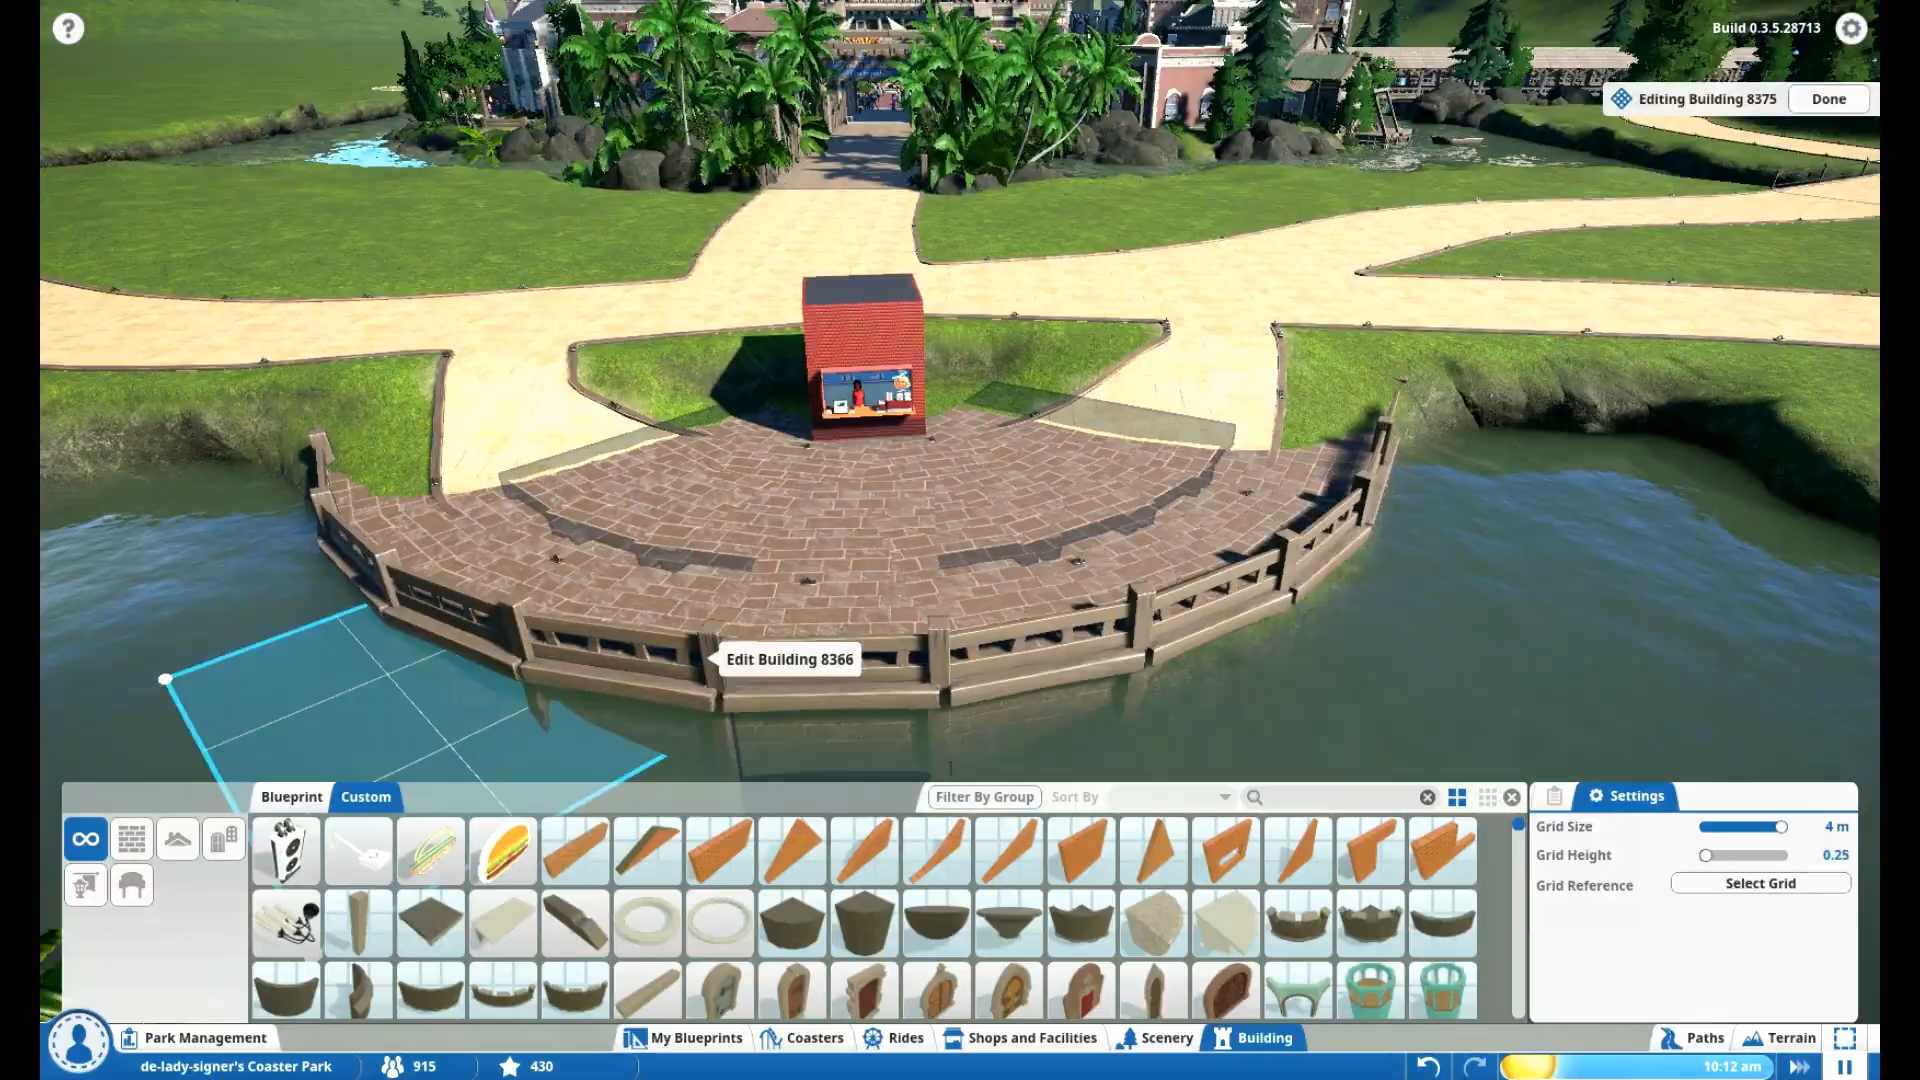 ?
Build 0.3.5.28713
Editing Building 8375 Done
Edit Building 8366
Blueprint Custom Filter By Group Sort By Settings
Grid Size 4 m
Grid Height 0.25
Grid Reference Select Grid
Park Management My Blueprints Coasters Rides Shops and Facilities Scenery Building Paths Terrain
de-lady-signer's Coaster Park 915 430 10:12 am